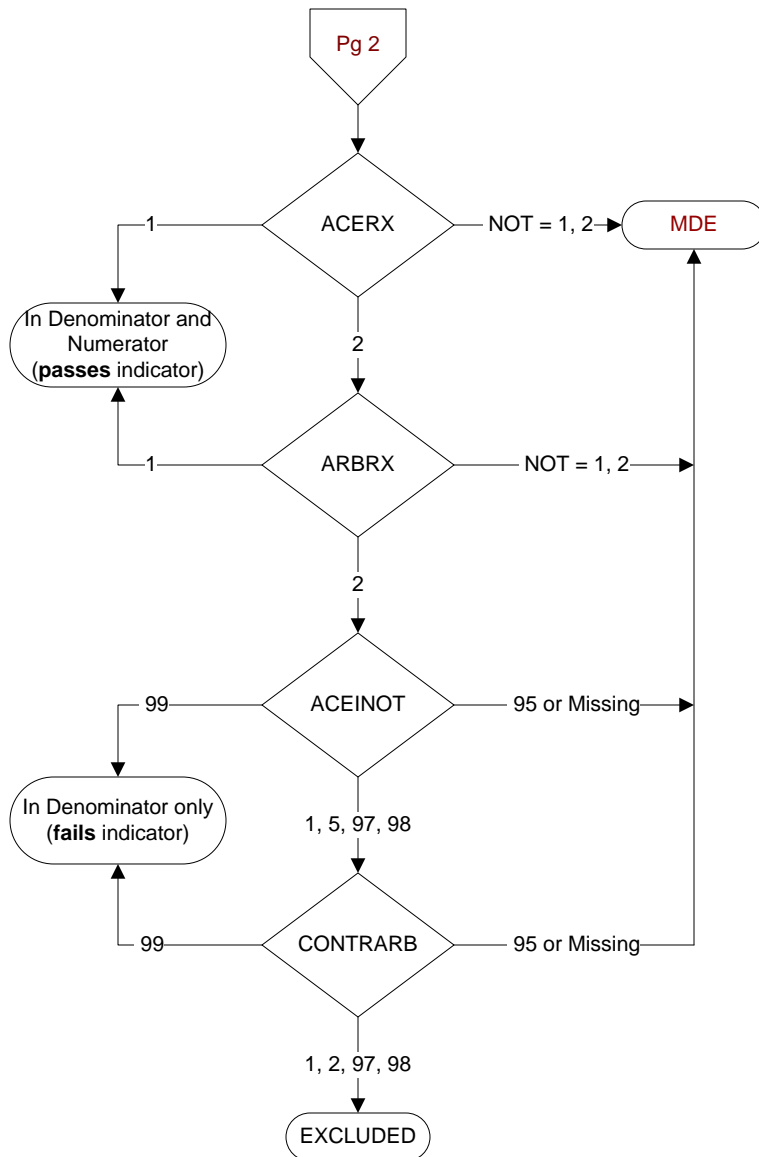 Pg 2
ACERX
1
NOT = 1, 2
MDE
In Denominator and
Numerator
(passes indicator)
2
ARBRX
1
NOT = 1, 2
2
ACEINOT
99
95 or Missing
In Denominator only
(fails indicator)
1, 5, 97, 98
CONTRARB
99
95 or Missing
1, 2, 97, 98
EXCLUDED